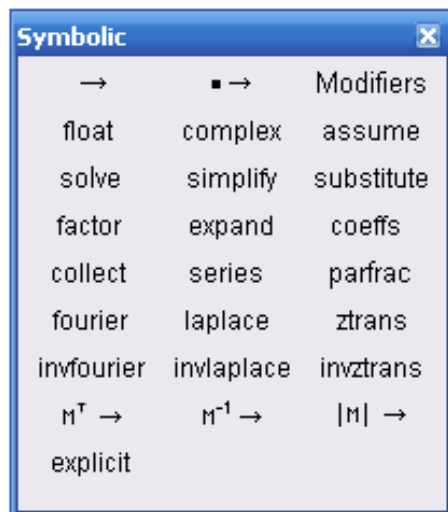 Symbolic
→ ▪ → Modifiers
float complex assume
solve simplify substitute
factor expand coeffs
collect series parfrac
fourier laplace ztrans
invfourier invlaplace invztrans
Mᵀ → M⁻¹ → |M| →
explicit